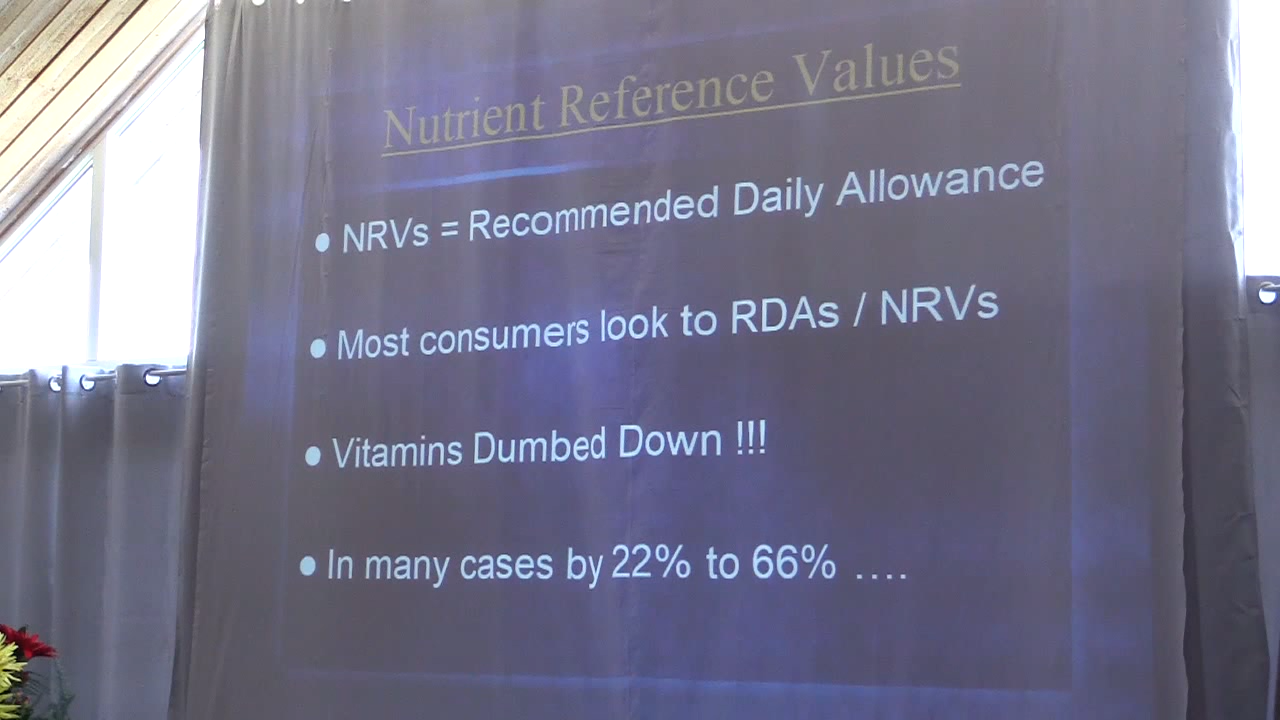 Nutrient Reference Values
• NRVs = Recommended Daily Allowance
• Most consumers look to RDAs / NRVs
• Vitamins Dumbed Down !!!
• In many cases by 22% to 66% ....